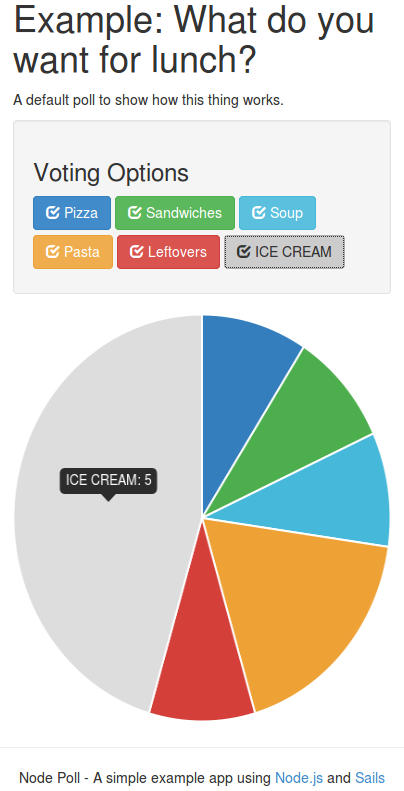 Example: What do you
want for lunch?
A default poll to show how this thing works.
Voting Options
Pizza Sandwiches Soup
Pasta Leftovers ICE CREAM
ICE CREAM: 5
Node Poll - A simple example app using Node.js and Sails